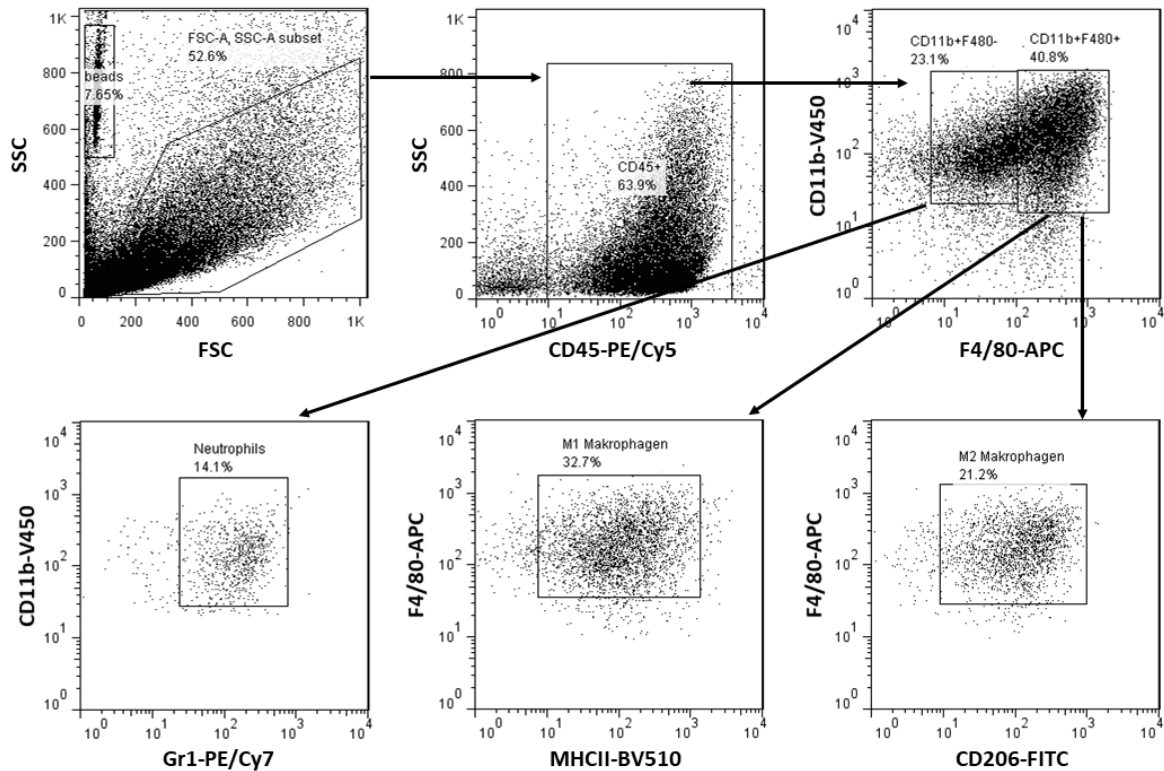 1K
800
600
400
200
0
SSC
beads
7.65%
FSC-A, SSC-A subset
52.6%
0 200 400 600 800 1K
FSC
1K
800
600
400
200
0
SSC
CD45+
63.9%
10^0 10^1 10^2 10^3 10^4
CD45-PE/Cy5
10^4
10^3
10^2
10^1
10^0
CD11b-V450
CD11b+F480-
23.1%
CD11b+F480+
40.8%
10^0 10^1 10^2 10^3 10^4
F4/80-APC
10^4
10^3
10^2
10^1
10^0
CD11b-V450
Neutrophils
14.1%
10^0 10^1 10^2 10^3 10^4
Gr1-PE/Cy7
10^4
10^3
10^2
10^1
10^0
F4/80-APC
M1 Makrophagen
32.7%
10^0 10^1 10^2 10^3 10^4
MHCII-BV510
10^4
10^3
10^2
10^1
10^0
F4/80-APC
M2 Makrophagen
21.2%
10^0 10^1 10^2 10^3 10^4
CD206-FITC